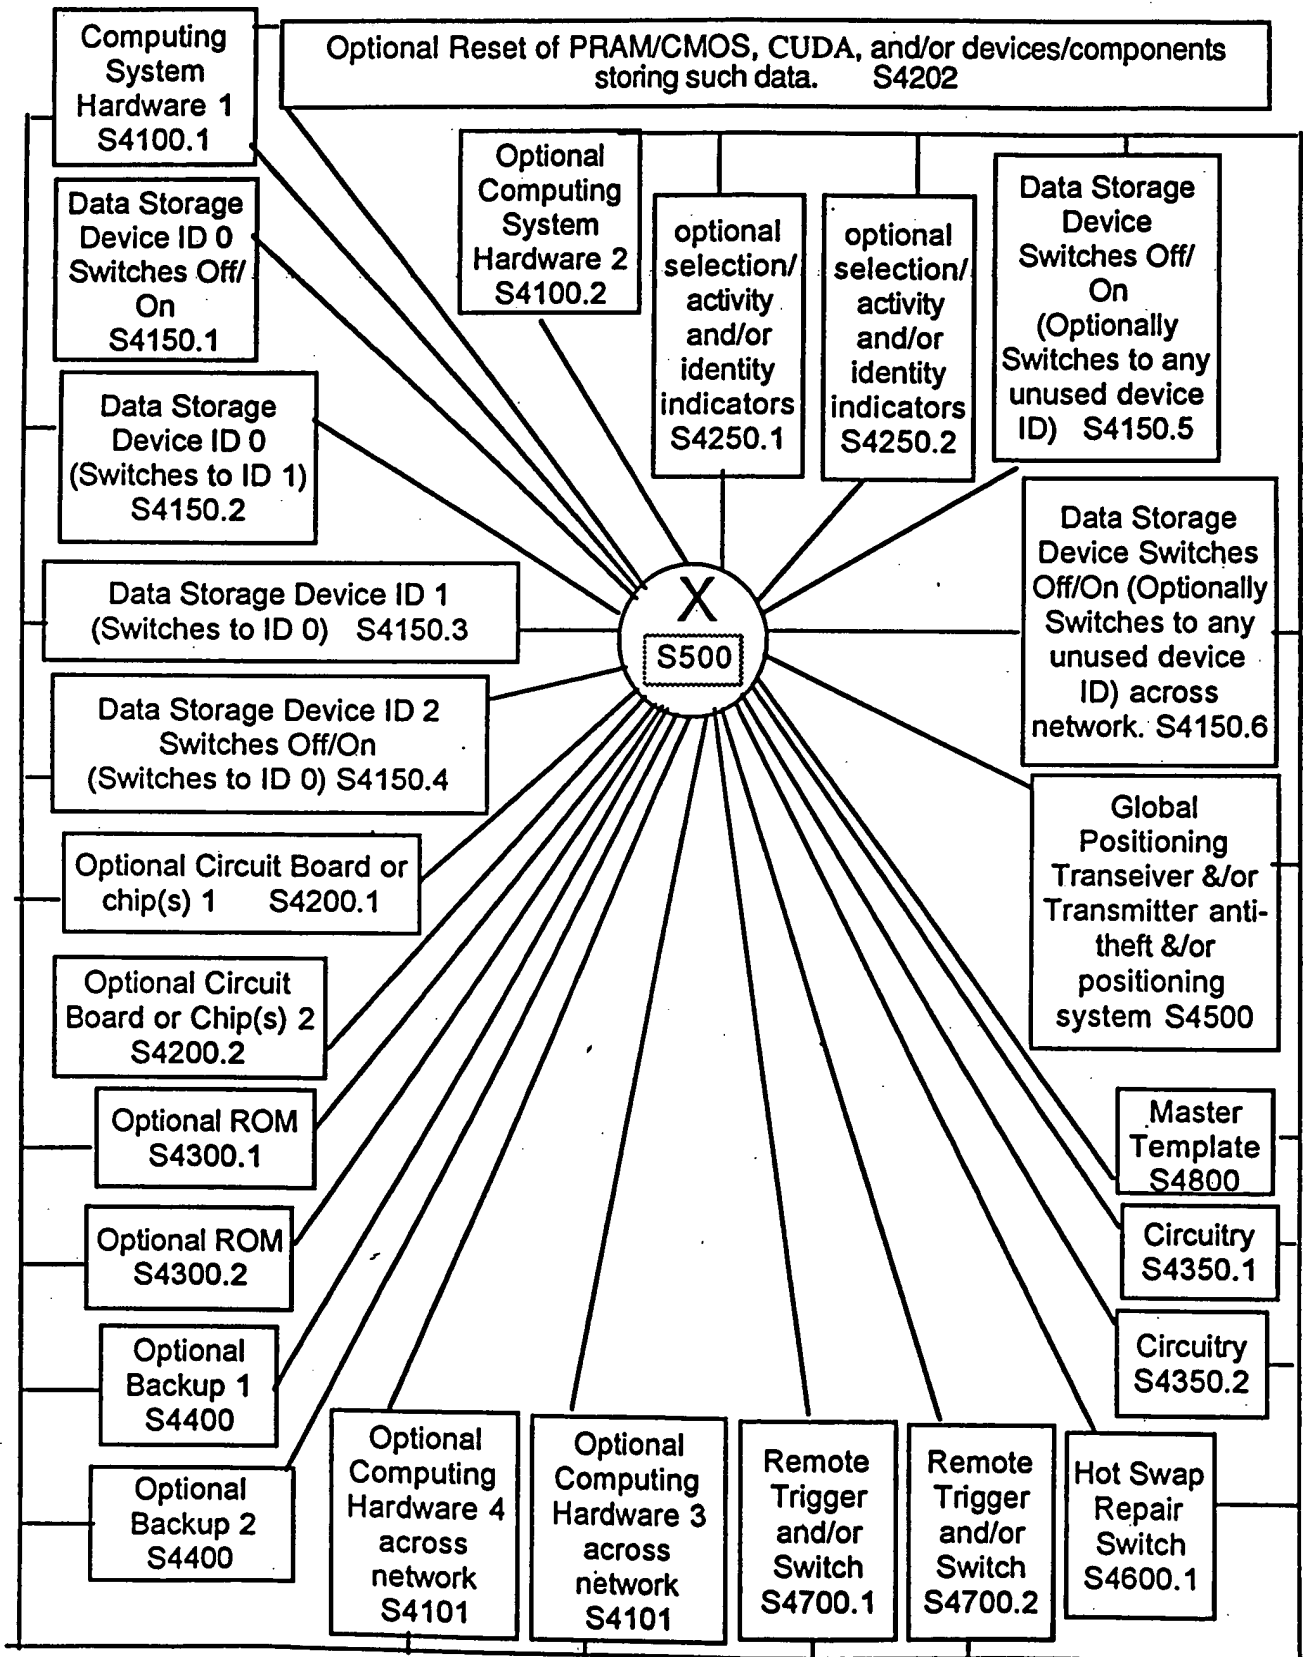 Computing
System
Hardware 1
S4100.1
Optional Reset of PRAM/CMOS, CUDA, and/or devices/components
storing such data. S4202
Data Storage
Device ID 0
Switches Off/
On
S4150.1
Optional
Computing
System
Hardware 2
S4100.2
optional
selection/
activity
and/or
identity
indicators
S4250.1
optional
selection/
activity
and/or
identity
indicators
S4250.2
Data Storage
Device
Switches Off/
On
(Optionally
Switches to any
unused device
ID) S4150.5
Data Storage
Device ID 0
(Switches to ID 1)
S4150.2
Data Storage
Device Switches
Off/On (Optionally
Switches to any
unused device
ID) across
network. S4150.6
Data Storage Device ID 1
(Switches to ID 0) S4150.3
X
S500
Data Storage Device ID 2
Switches Off/On
(Switches to ID 0) S4150.4
Global
Positioning
Transeiver &/or
Transmitter anti-
theft &/or
positioning
system S4500
Optional Circuit Board or
chip(s) 1 S4200.1
Optional Circuit
Board or Chip(s) 2
S4200.2
Optional ROM
S4300.1
Master
Template
S4800
Optional ROM
S4300.2
Circuitry
S4350.1
Optional
Backup 1
S4400
Circuitry
S4350.2
Optional
Backup 2
S4400
Optional
Computing
Hardware 4
across
network
S4101
Optional
Computing
Hardware 3
across
network
S4101
Remote
Trigger
and/or
Switch
S4700.1
Remote
Trigger
and/or
Switch
S4700.2
Hot Swap
Repair
Switch
S4600.1